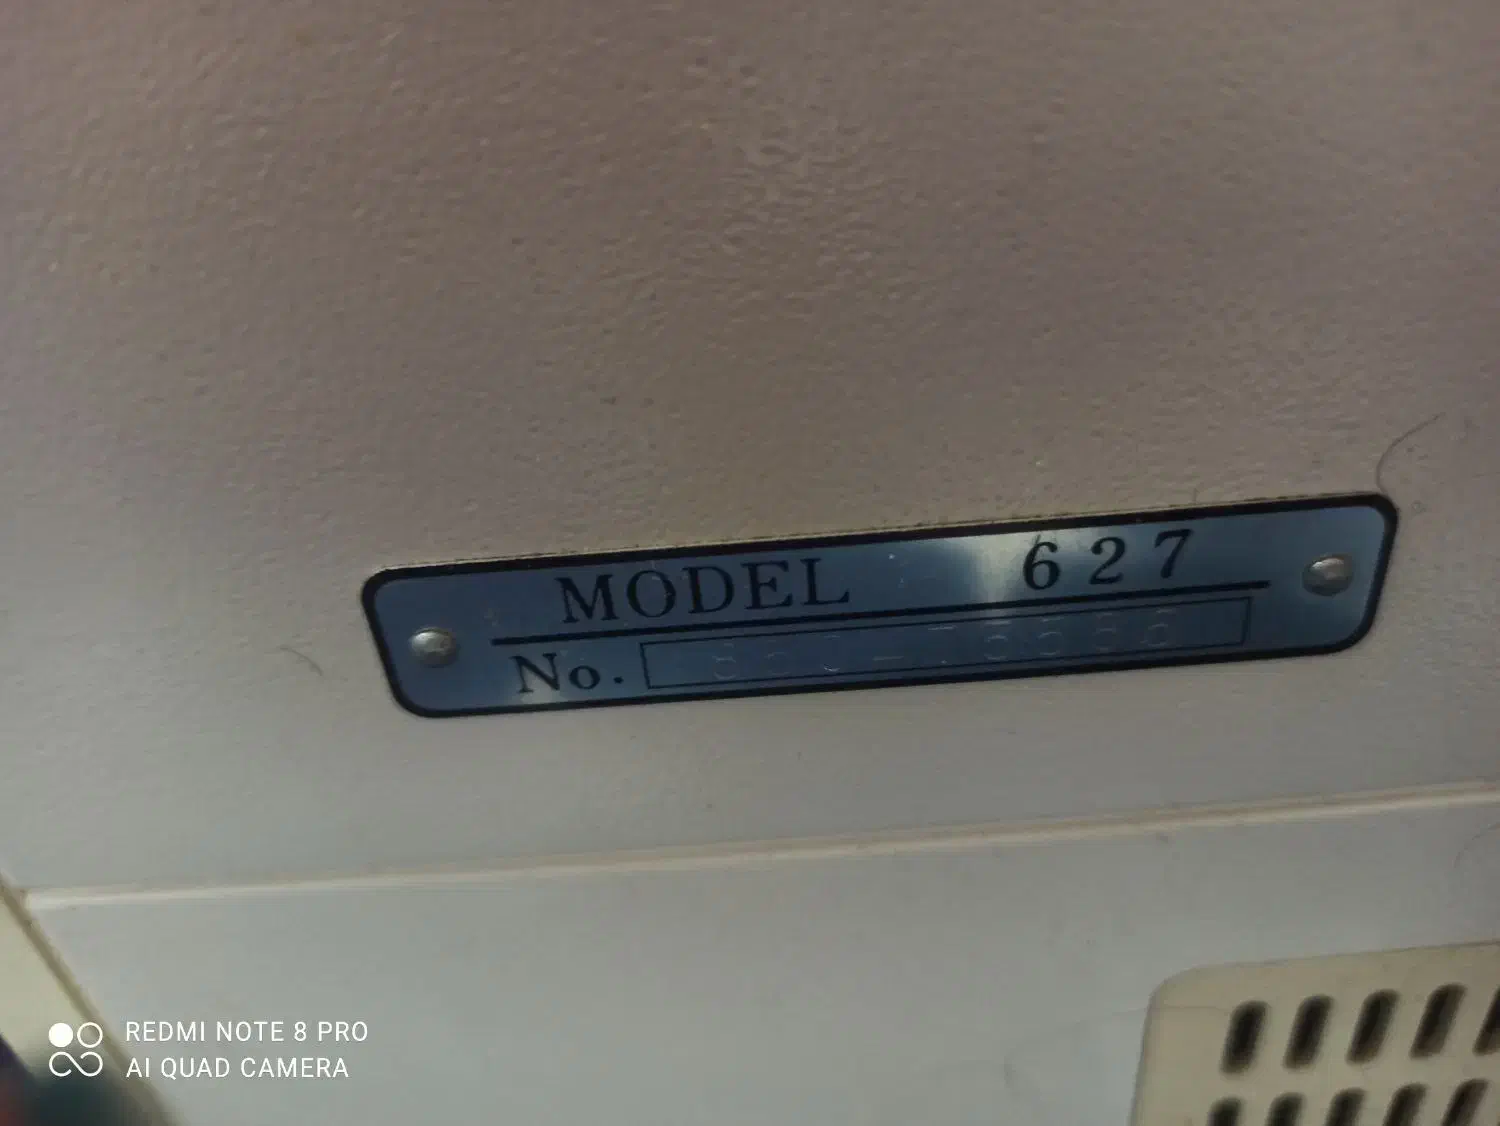 MODEL 627
No.
REDMI NOTE 8 PRO
AI QUAD CAMERA